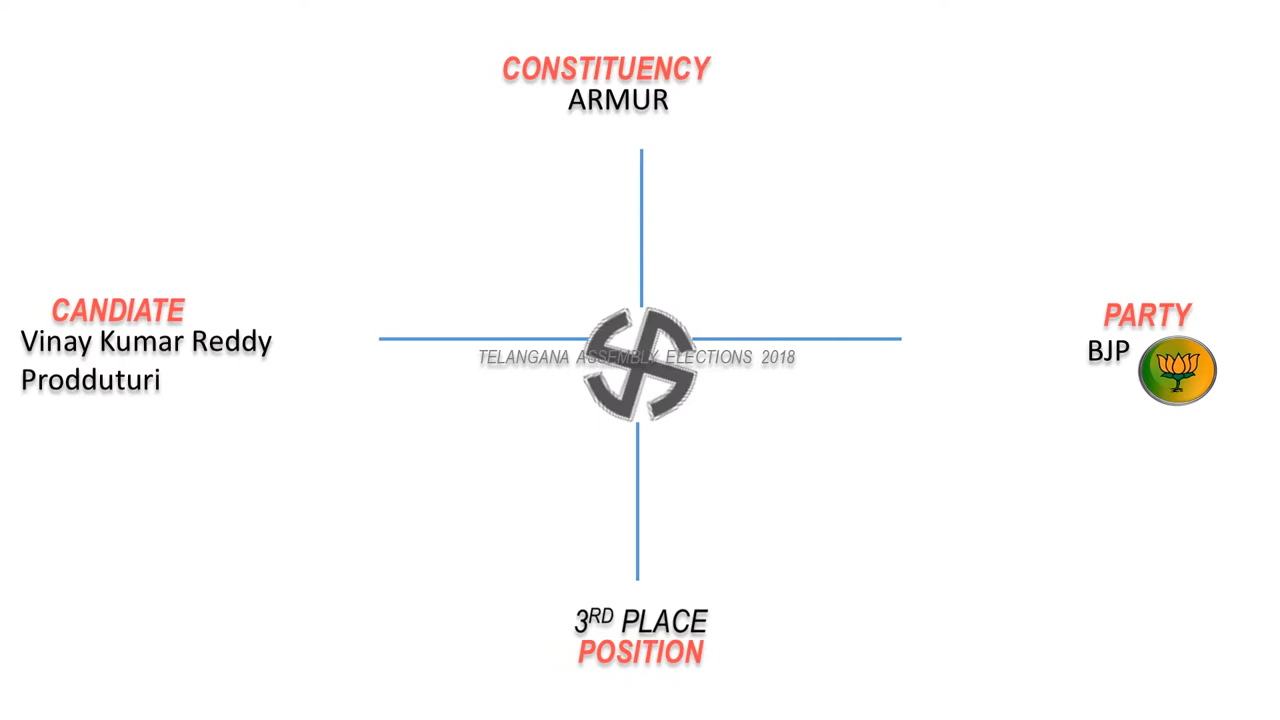 CONSTITUENCY
ARMUR
CANDIATE
Vinay Kumar Reddy
Prodduturi
TELANGANA ASSEMBLY ELECTIONS 2018
PARTY
BJP
3RD PLACE
POSITION